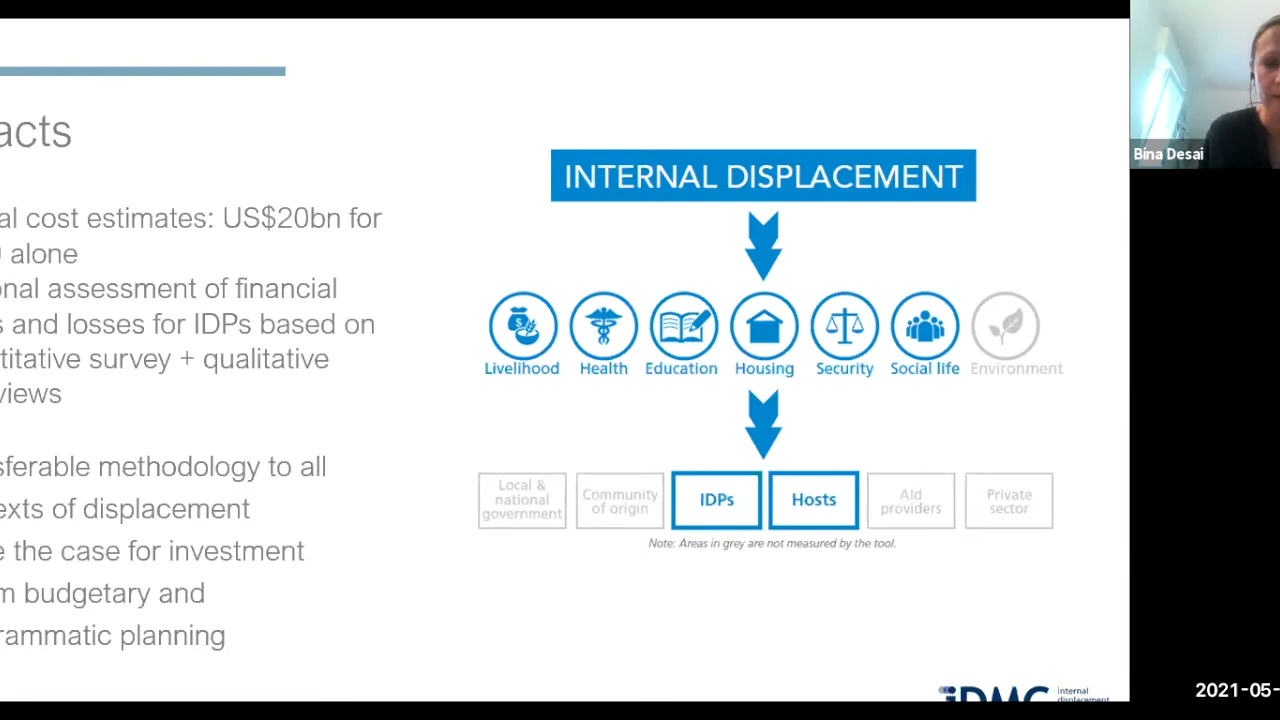 acts
al cost estimates: US$20bn for
alone
onal assessment of financial
s and losses for IDPs based on
titative survey + qualitative
views
sferable methodology to all
exts of displacement
e the case for investment
m budgetary and
rammatic planning
INTERNAL DISPLACEMENT
Livelihood Health Education Housing Security Social life Environment
Local &
national
government
Community
of origin
IDPs
Hosts
Aid
providers
Private
sector
Note: Areas in grey are not measured by the tool.
iDMC
internal
displacement
Bina Desai
2021-05-